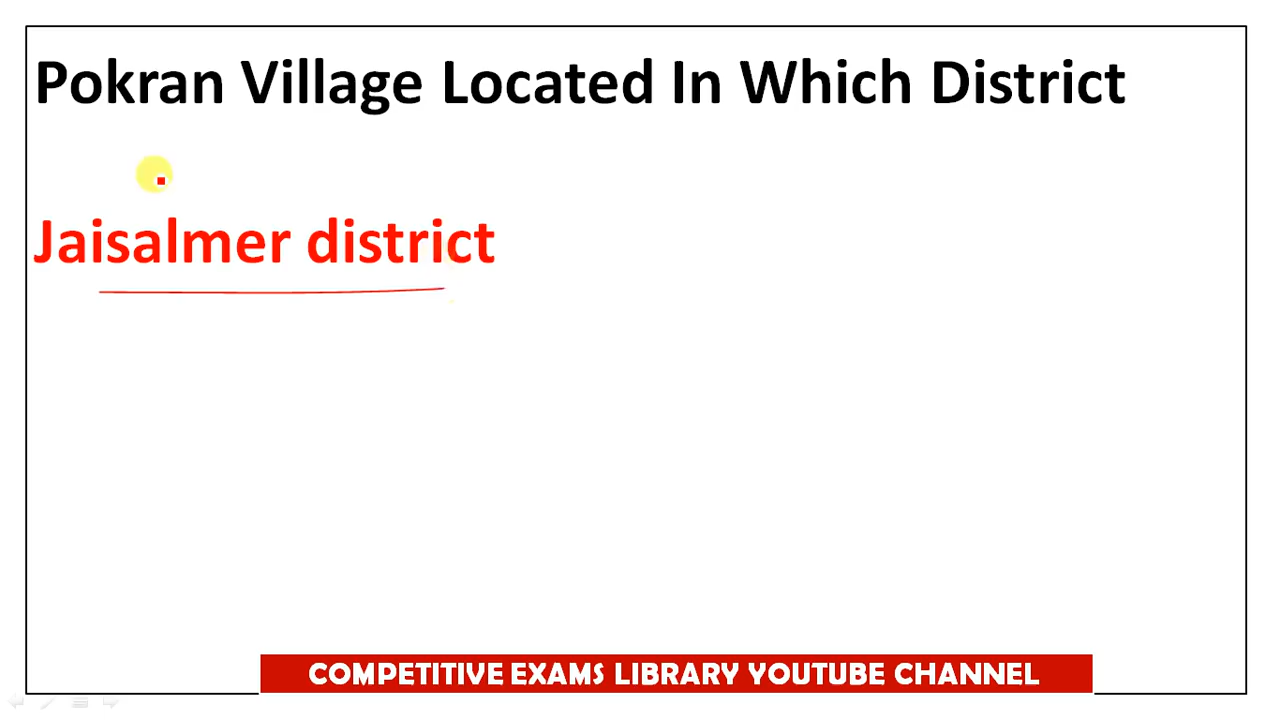 Pokran Village Located In Which District
Jaisalmer district
COMPETITIVE EXAMS LIBRARY YOUTUBE CHANNEL